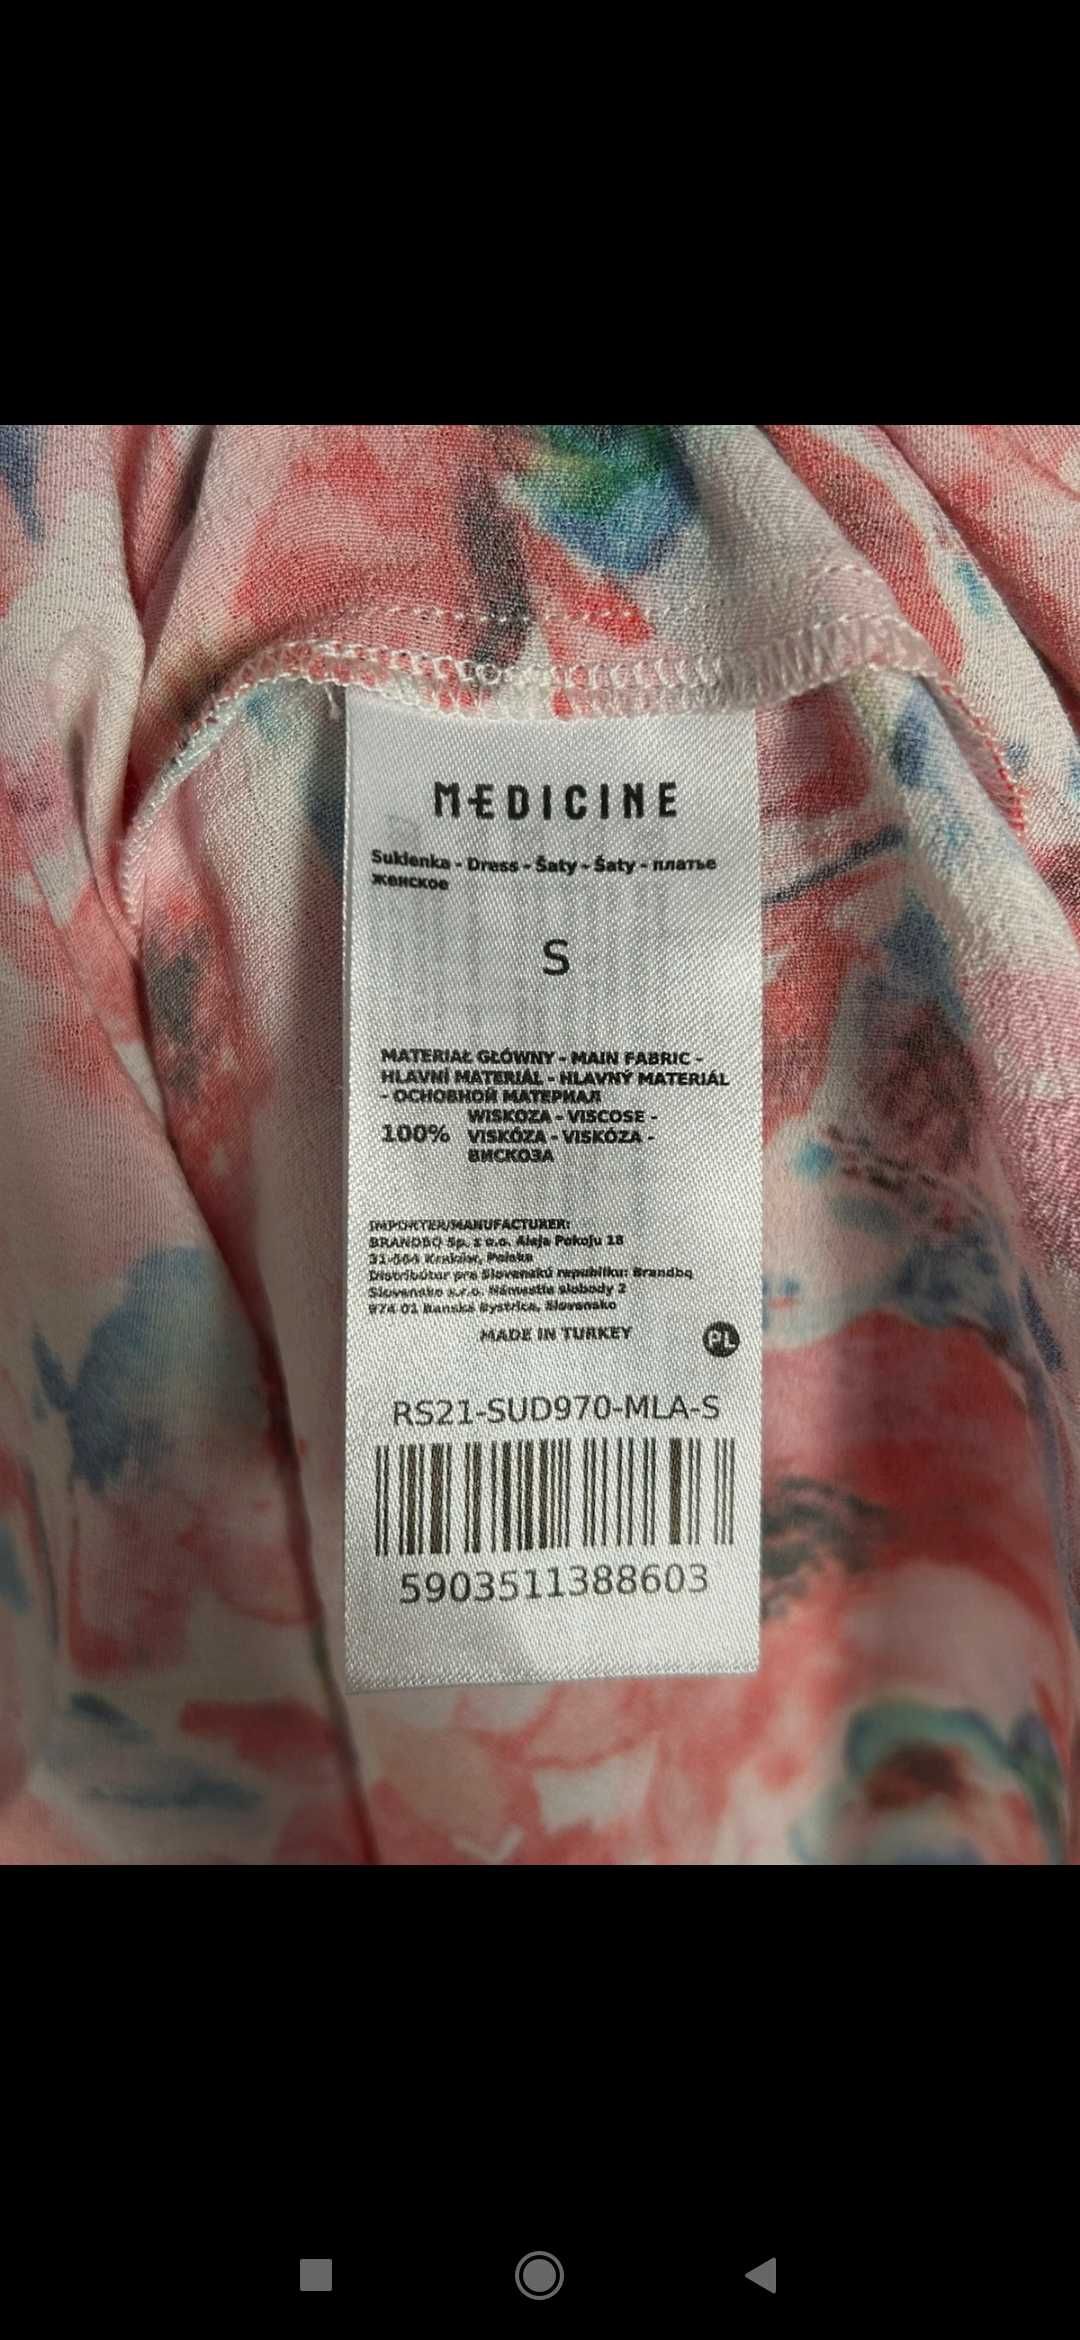 MEDICINE
Sukienka - Dress - Šaty - Šaty - платье
женское
S
MATERIAŁ GŁÓWNY - MAIN FABRIC -
HLAVNÍ MATERIÁL - HLAVNÝ MATERIÁL
- ОСНОВНОЙ МАТЕРИАЛ
100% WISKOZA - VISCOSE -
VISKÓZA - VISKÓZA -
ВИСКОЗА
IMPORTER/MANUFACTURER:
BRANDBQ Sp. z o.o. Aleja Pokoju 18
31-564 Kraków, Polska
Distribútor pre Slovenskú republiku: Brandbq
Slovensko s.r.o. Námestie slobody 2
974 01 Banská Bystrica, Slovensko
MADE IN TURKEY
PL
RS21-SUD970-MLA-S
5903511388603